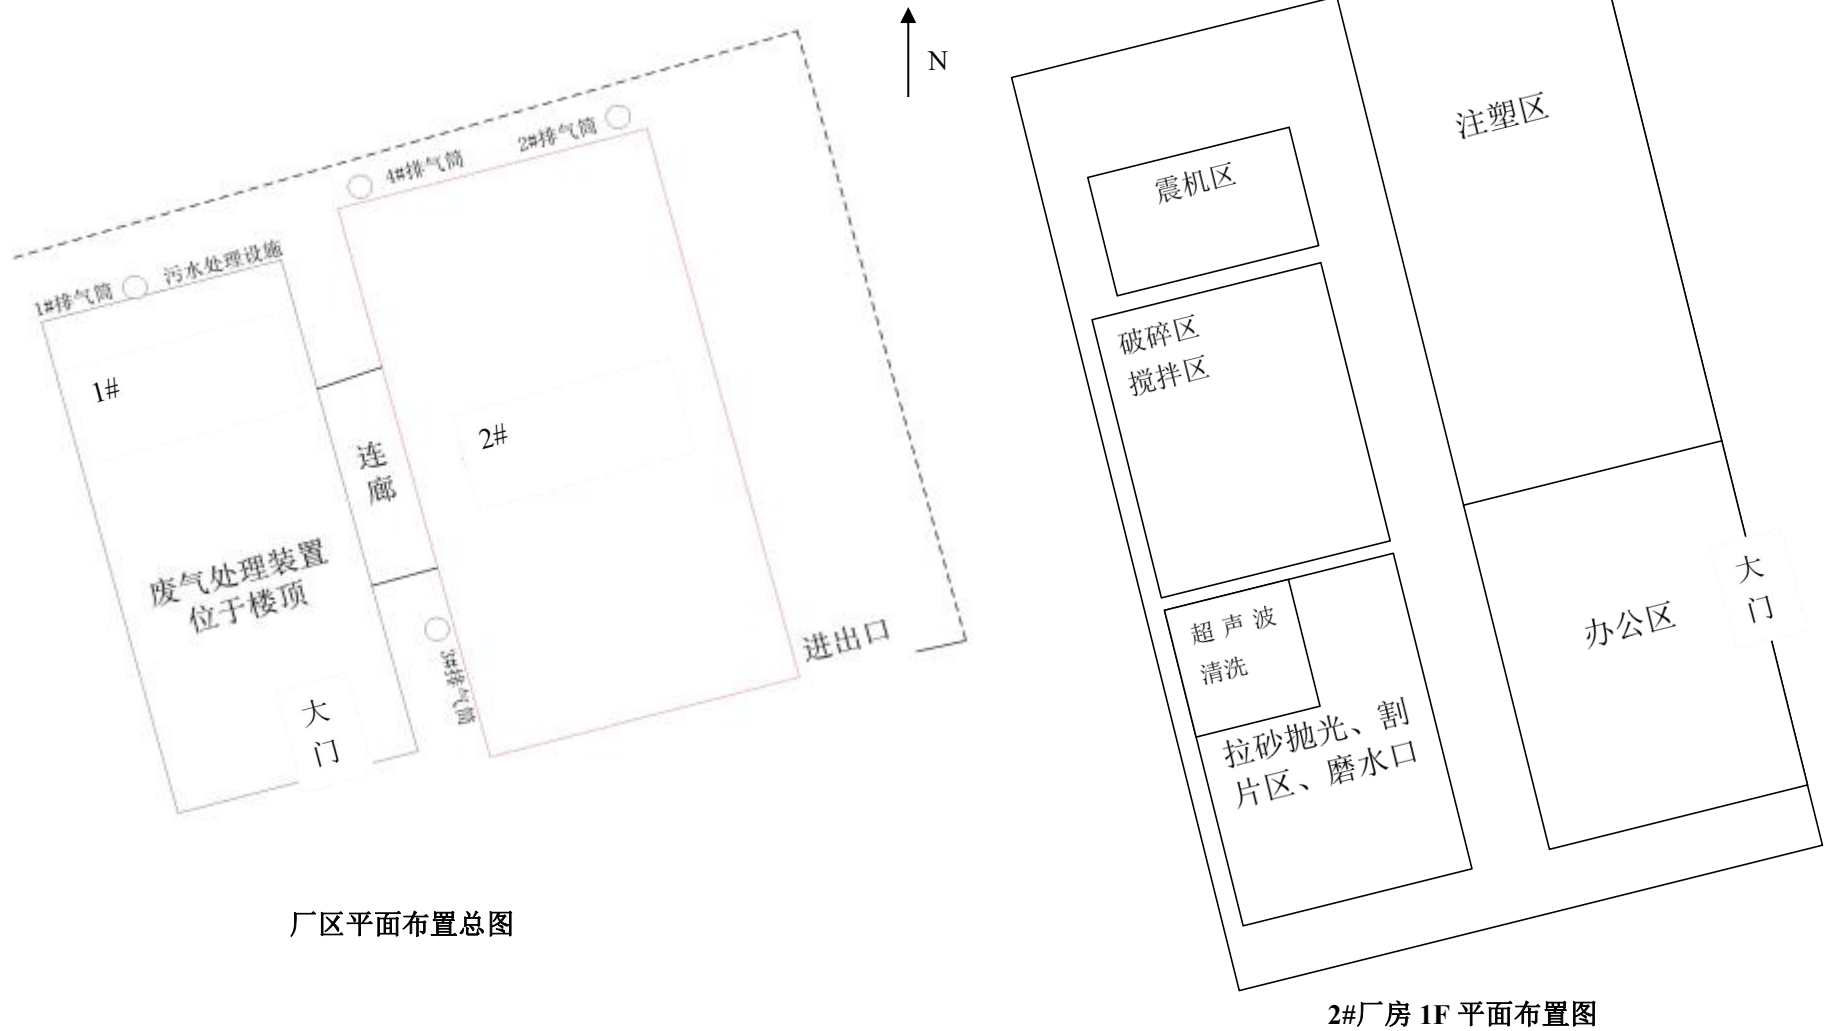 N
2#排气筒
4#排气筒
污水处理设施
1#排气筒
1#
2#
连
廊
废气处理装置
位于楼顶
3#排气筒
进出口
大
门
厂区平面布置总图
注塑区
震机区
破碎区
搅拌区
超声波
清洗
拉砂抛光、割
片区、磨水口
办公区
大
门
2#厂房 1F 平面布置图